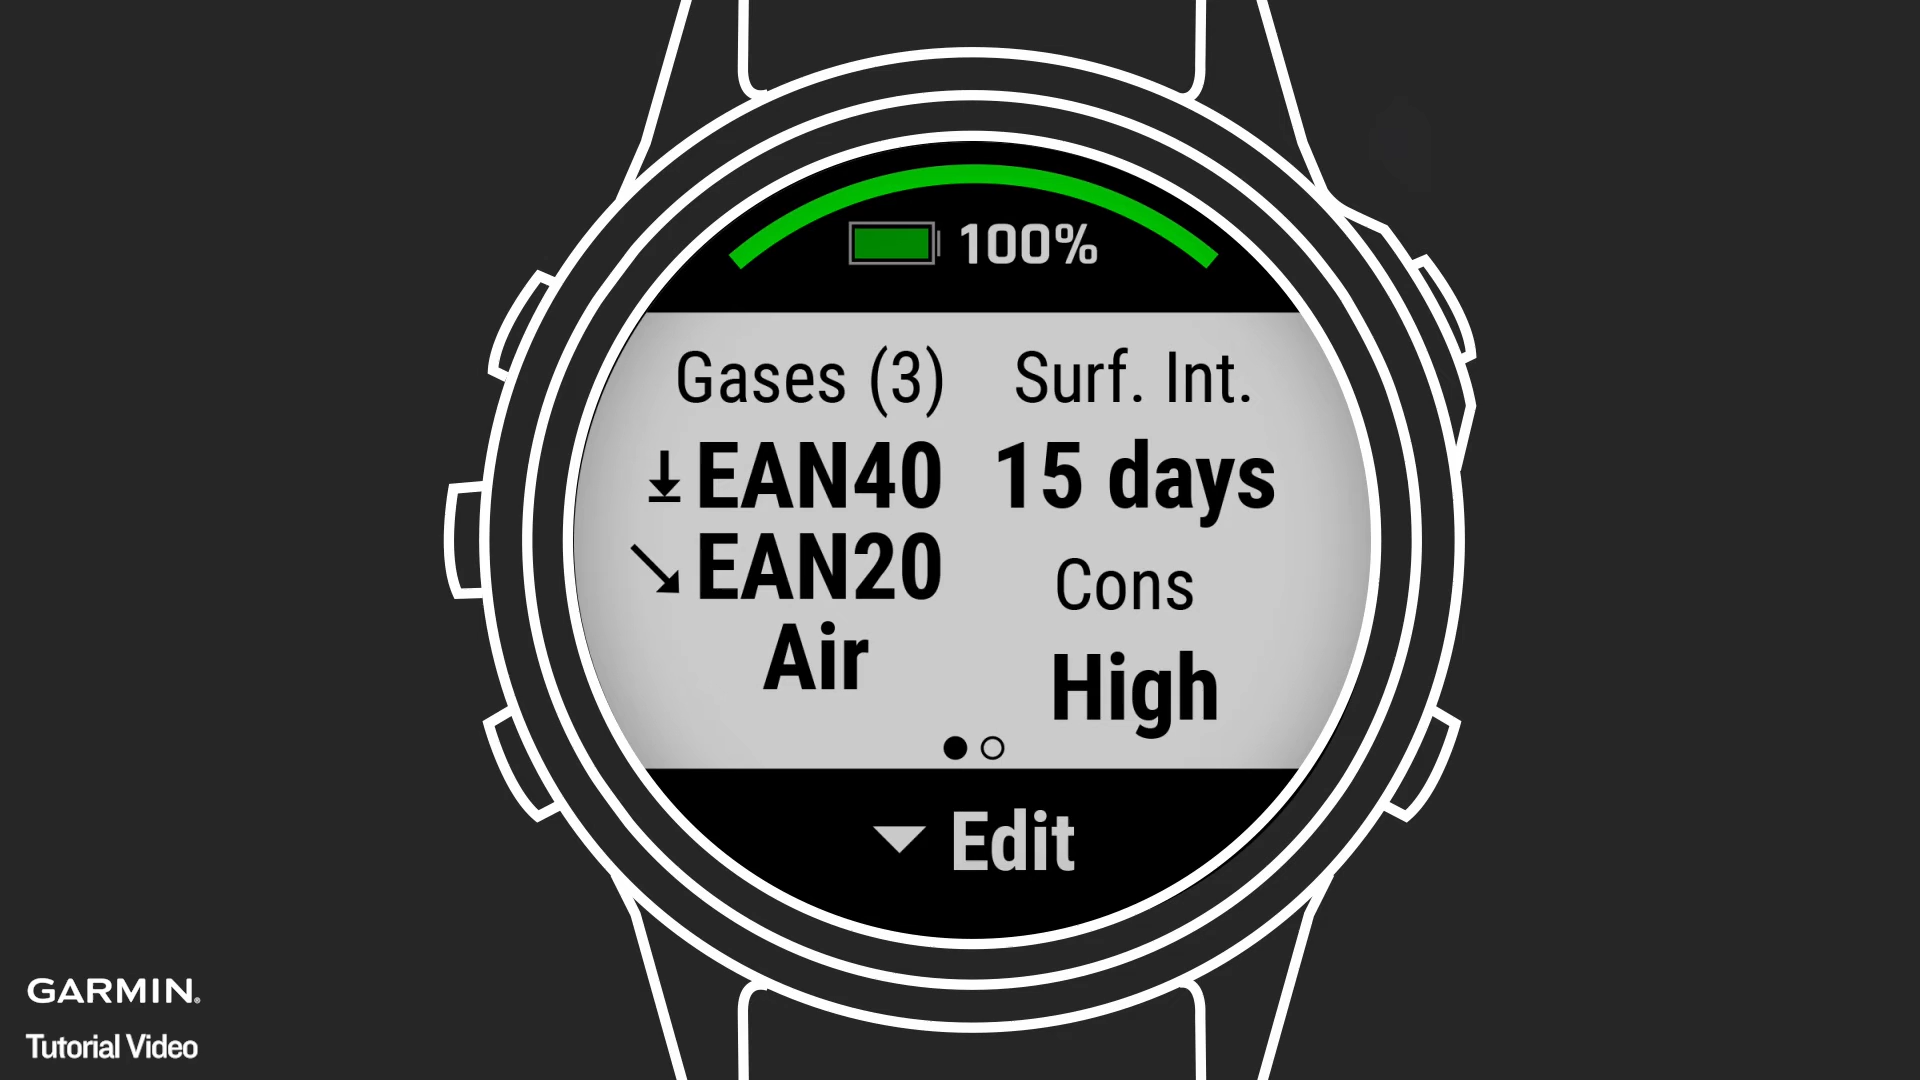 100%
Gases (3)
EAN40
EAN20
Air
Surf. Int.
15 days
Cons
High
Edit
GARMIN®
Tutorial Video